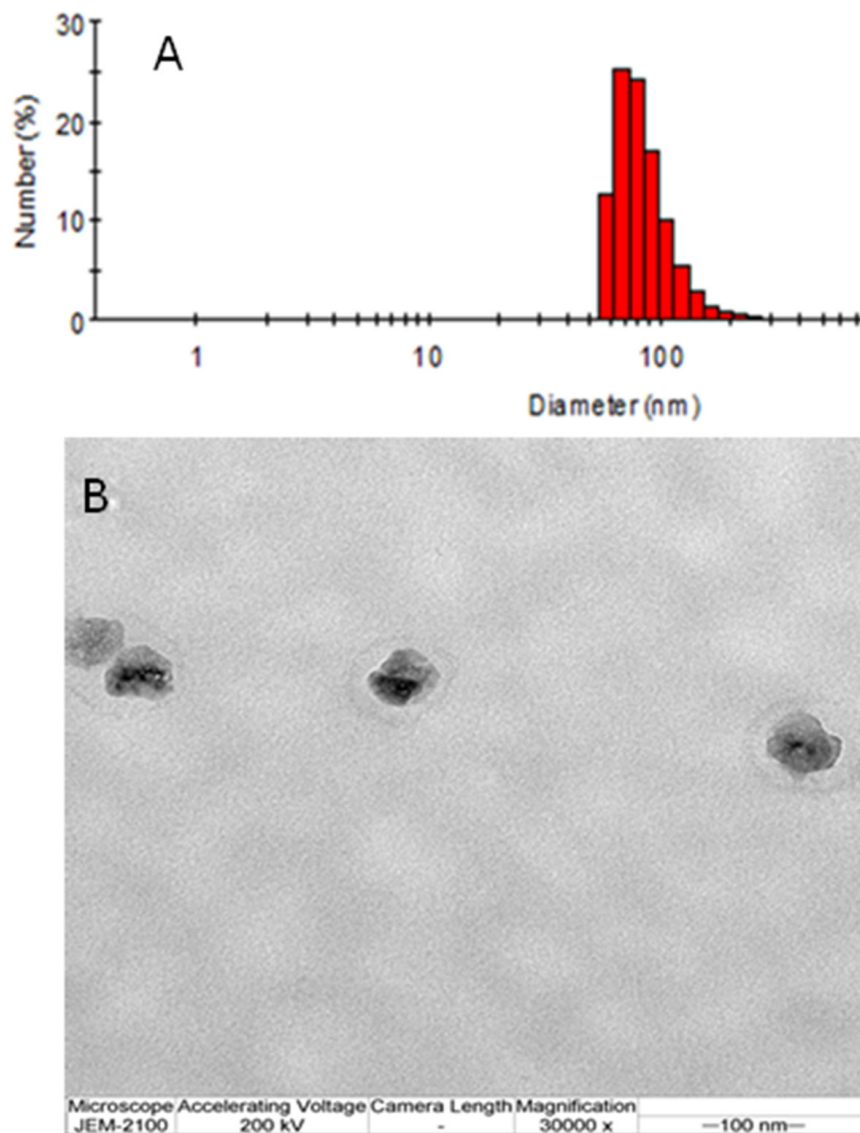 30
A
20
Number (%)
10
0
1 10 100
Diameter (nm)
B
Microscope Accelerating Voltage Camera Length Magnification
JEM-2100 200 kV - 30000 x —100 nm—